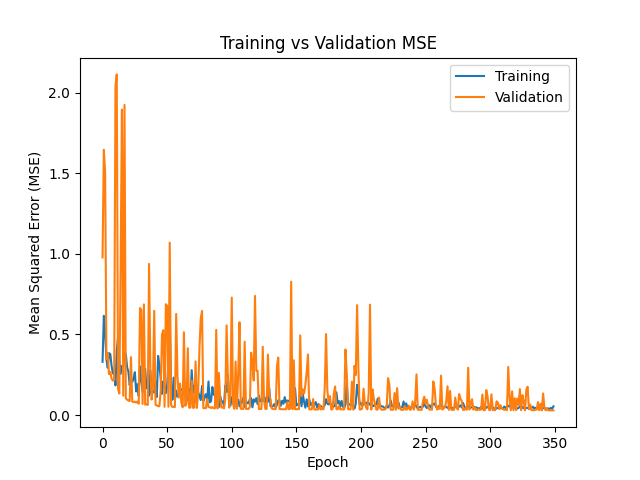 Training vs Validation MSE
Training
Validation
Mean Squared Error (MSE)
2.0
1.5
1.0
0.5
0.0
0 50 100 150 200 250 300 350
Epoch